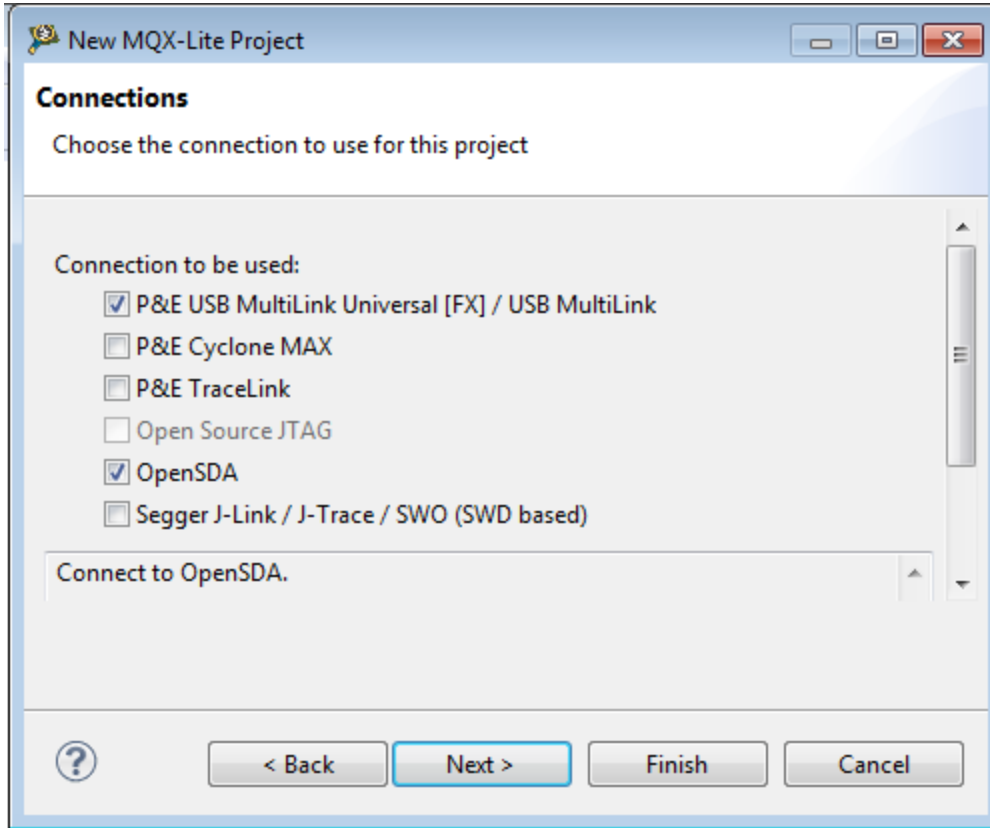 New MQX-Lite Project
Connections
Choose the connection to use for this project
Connection to be used:
P&E USB MultiLink Universal [FX] / USB MultiLink
P&E Cyclone MAX
P&E TraceLink
Open Source JTAG
OpenSDA
Segger J-Link / J-Trace / SWO (SWD based)
Connect to OpenSDA.
? < Back Next > Finish Cancel